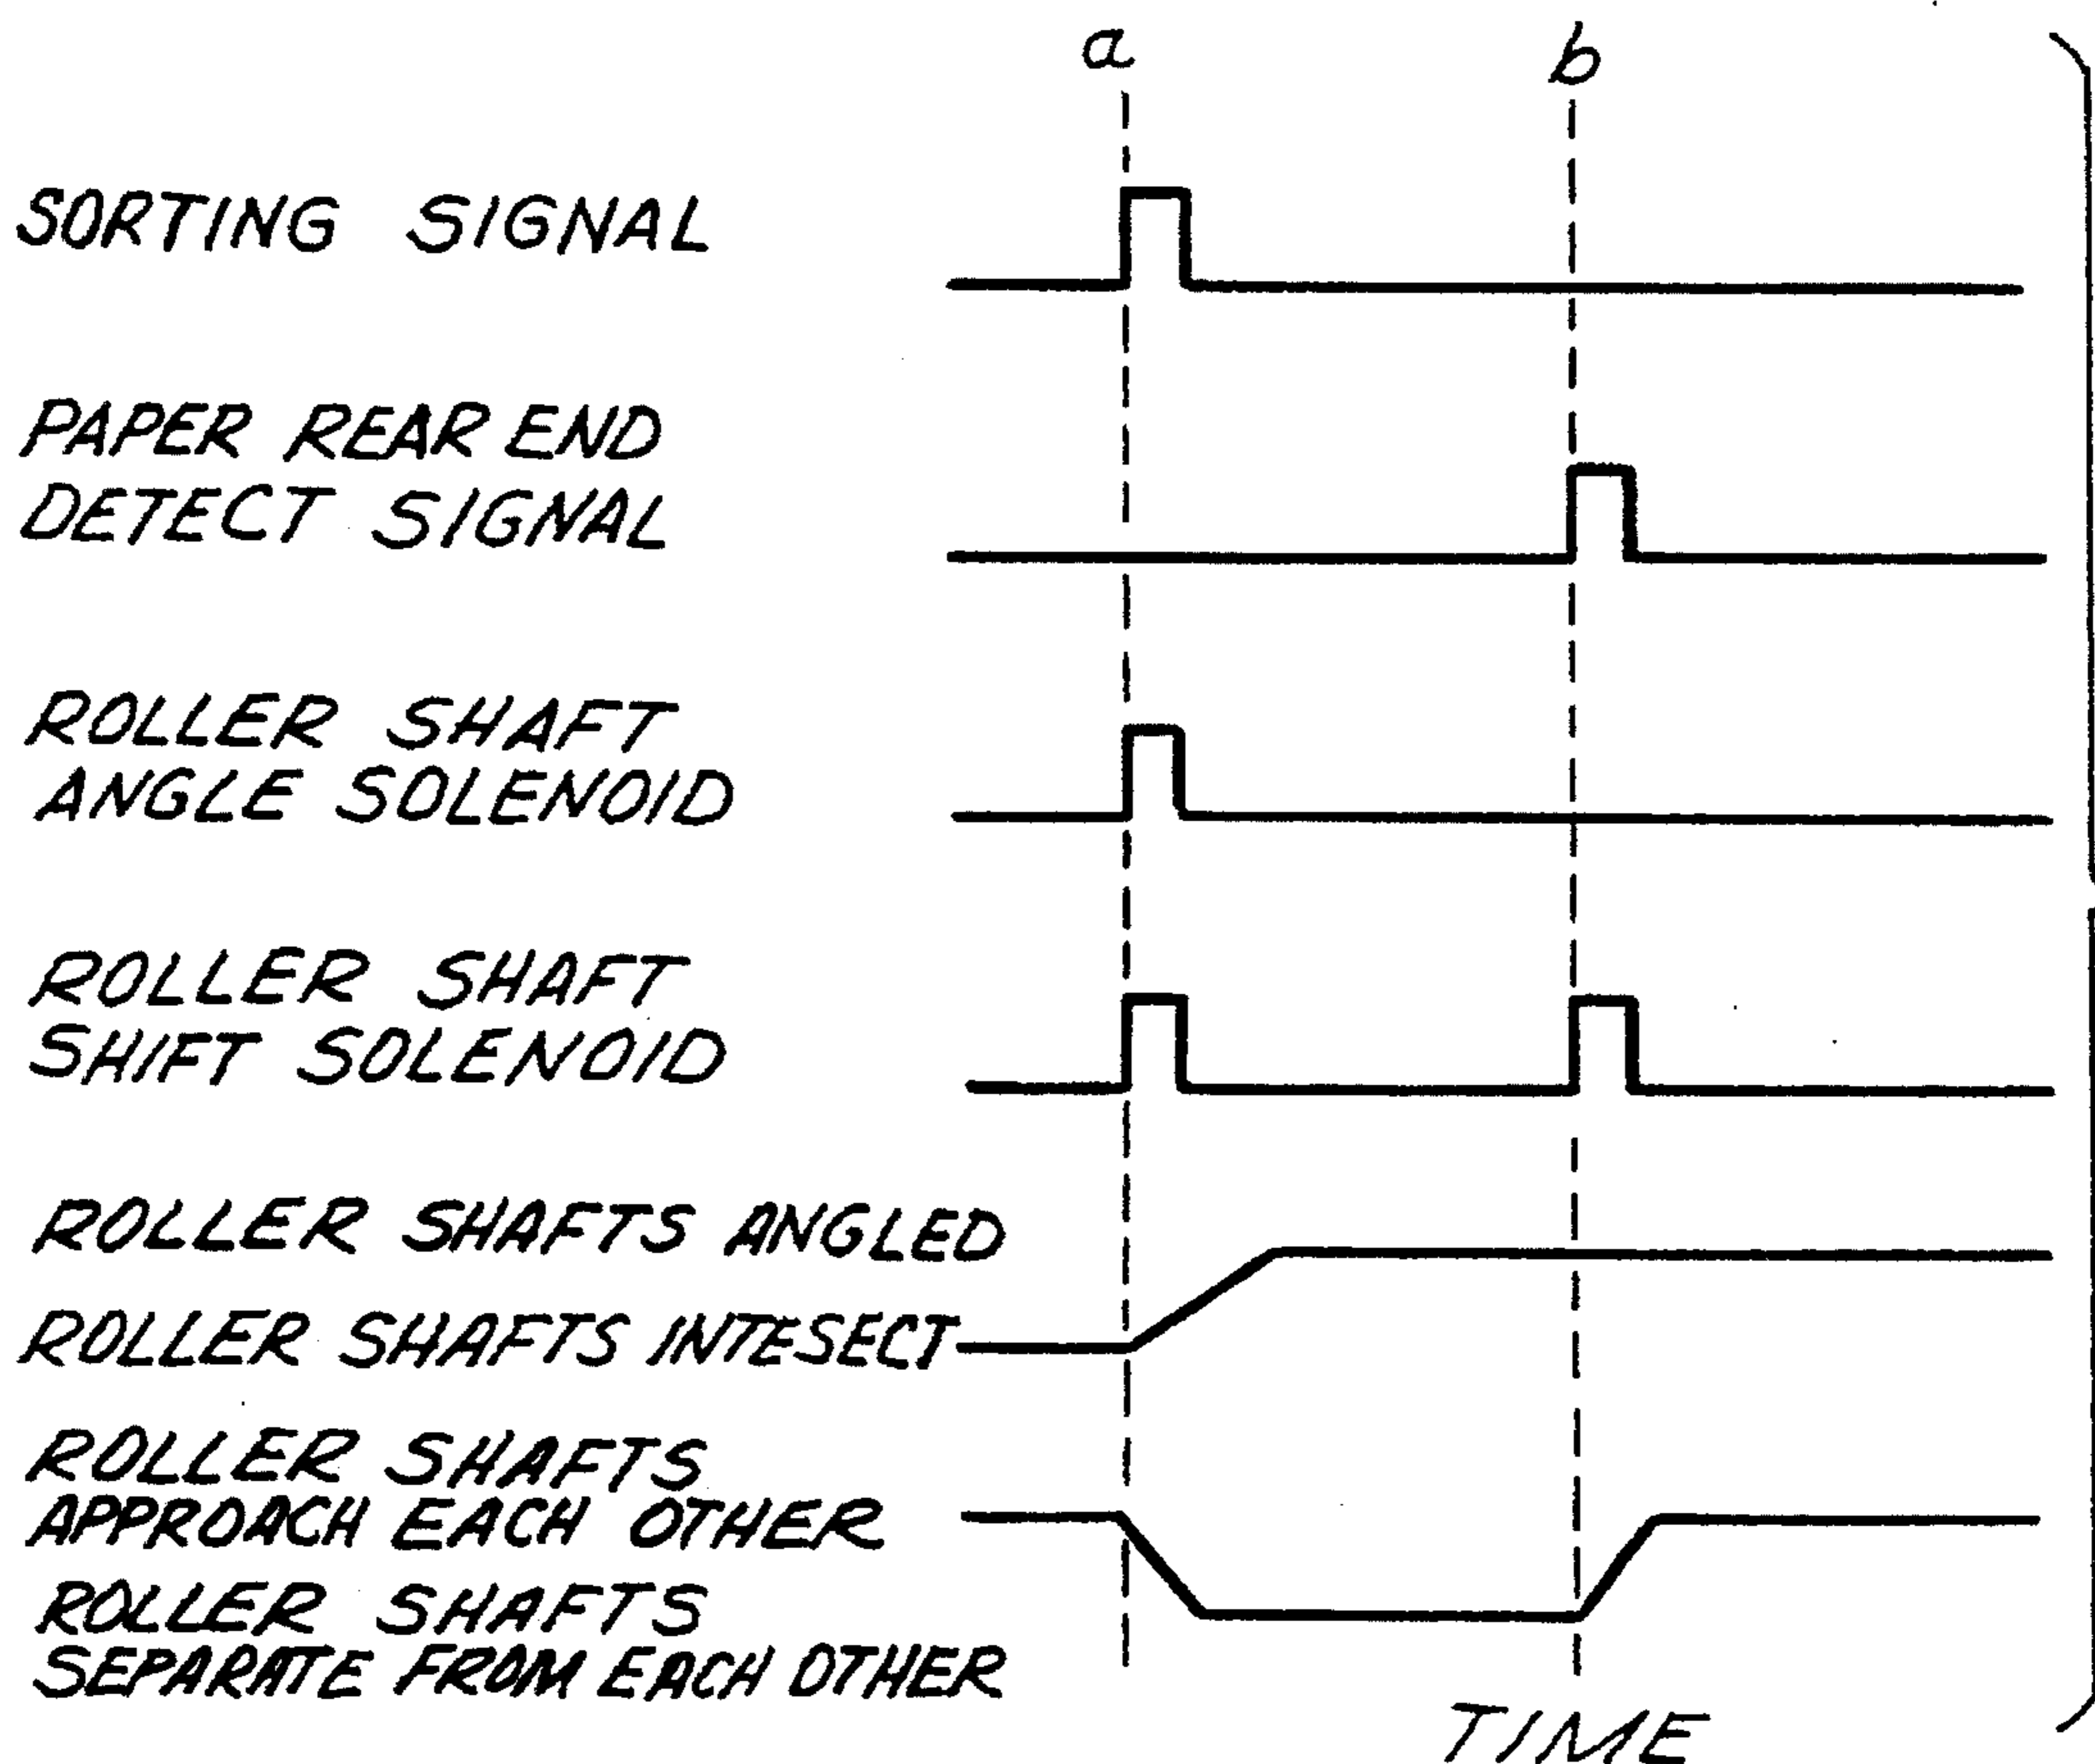 a
b
SORTING SIGNAL
PAPER REAR END
DETECT SIGNAL
ROLLER SHAFT
ANGLE SOLENOID
ROLLER SHAFT
SHIFT SOLENOID
ROLLER SHAFTS ANGLED
ROLLER SHAFTS INTESECT
ROLLER SHAFTS
APPROACH EACH OTHER
ROLLER SHAFTS
SEPARATE FROM EACH OTHER
TIME